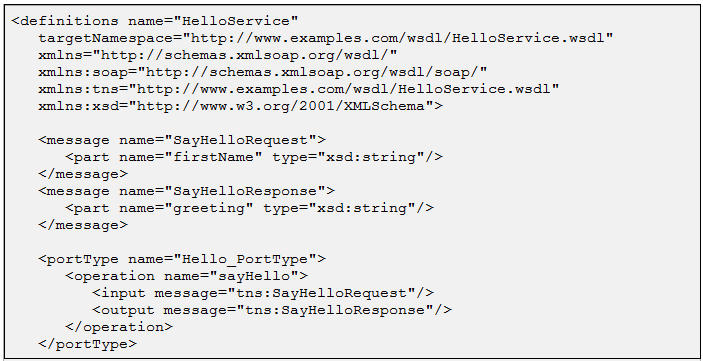 <definitions name="HelloService"
   targetNamespace="http://www.examples.com/wsdl/HelloService.wsdl"
   xmlns="http://schemas.xmlsoap.org/wsdl/"
   xmlns:soap="http://schemas.xmlsoap.org/wsdl/soap/"
   xmlns:tns="http://www.examples.com/wsdl/HelloService.wsdl"
   xmlns:xsd="http://www.w3.org/2001/XMLSchema">

   <message name="SayHelloRequest">
      <part name="firstName" type="xsd:string"/>
   </message>
   <message name="SayHelloResponse">
      <part name="greeting" type="xsd:string"/>
   </message>

   <portType name="Hello_PortType">
      <operation name="sayHello">
         <input message="tns:SayHelloRequest"/>
         <output message="tns:SayHelloResponse"/>
      </operation>
   </portType>